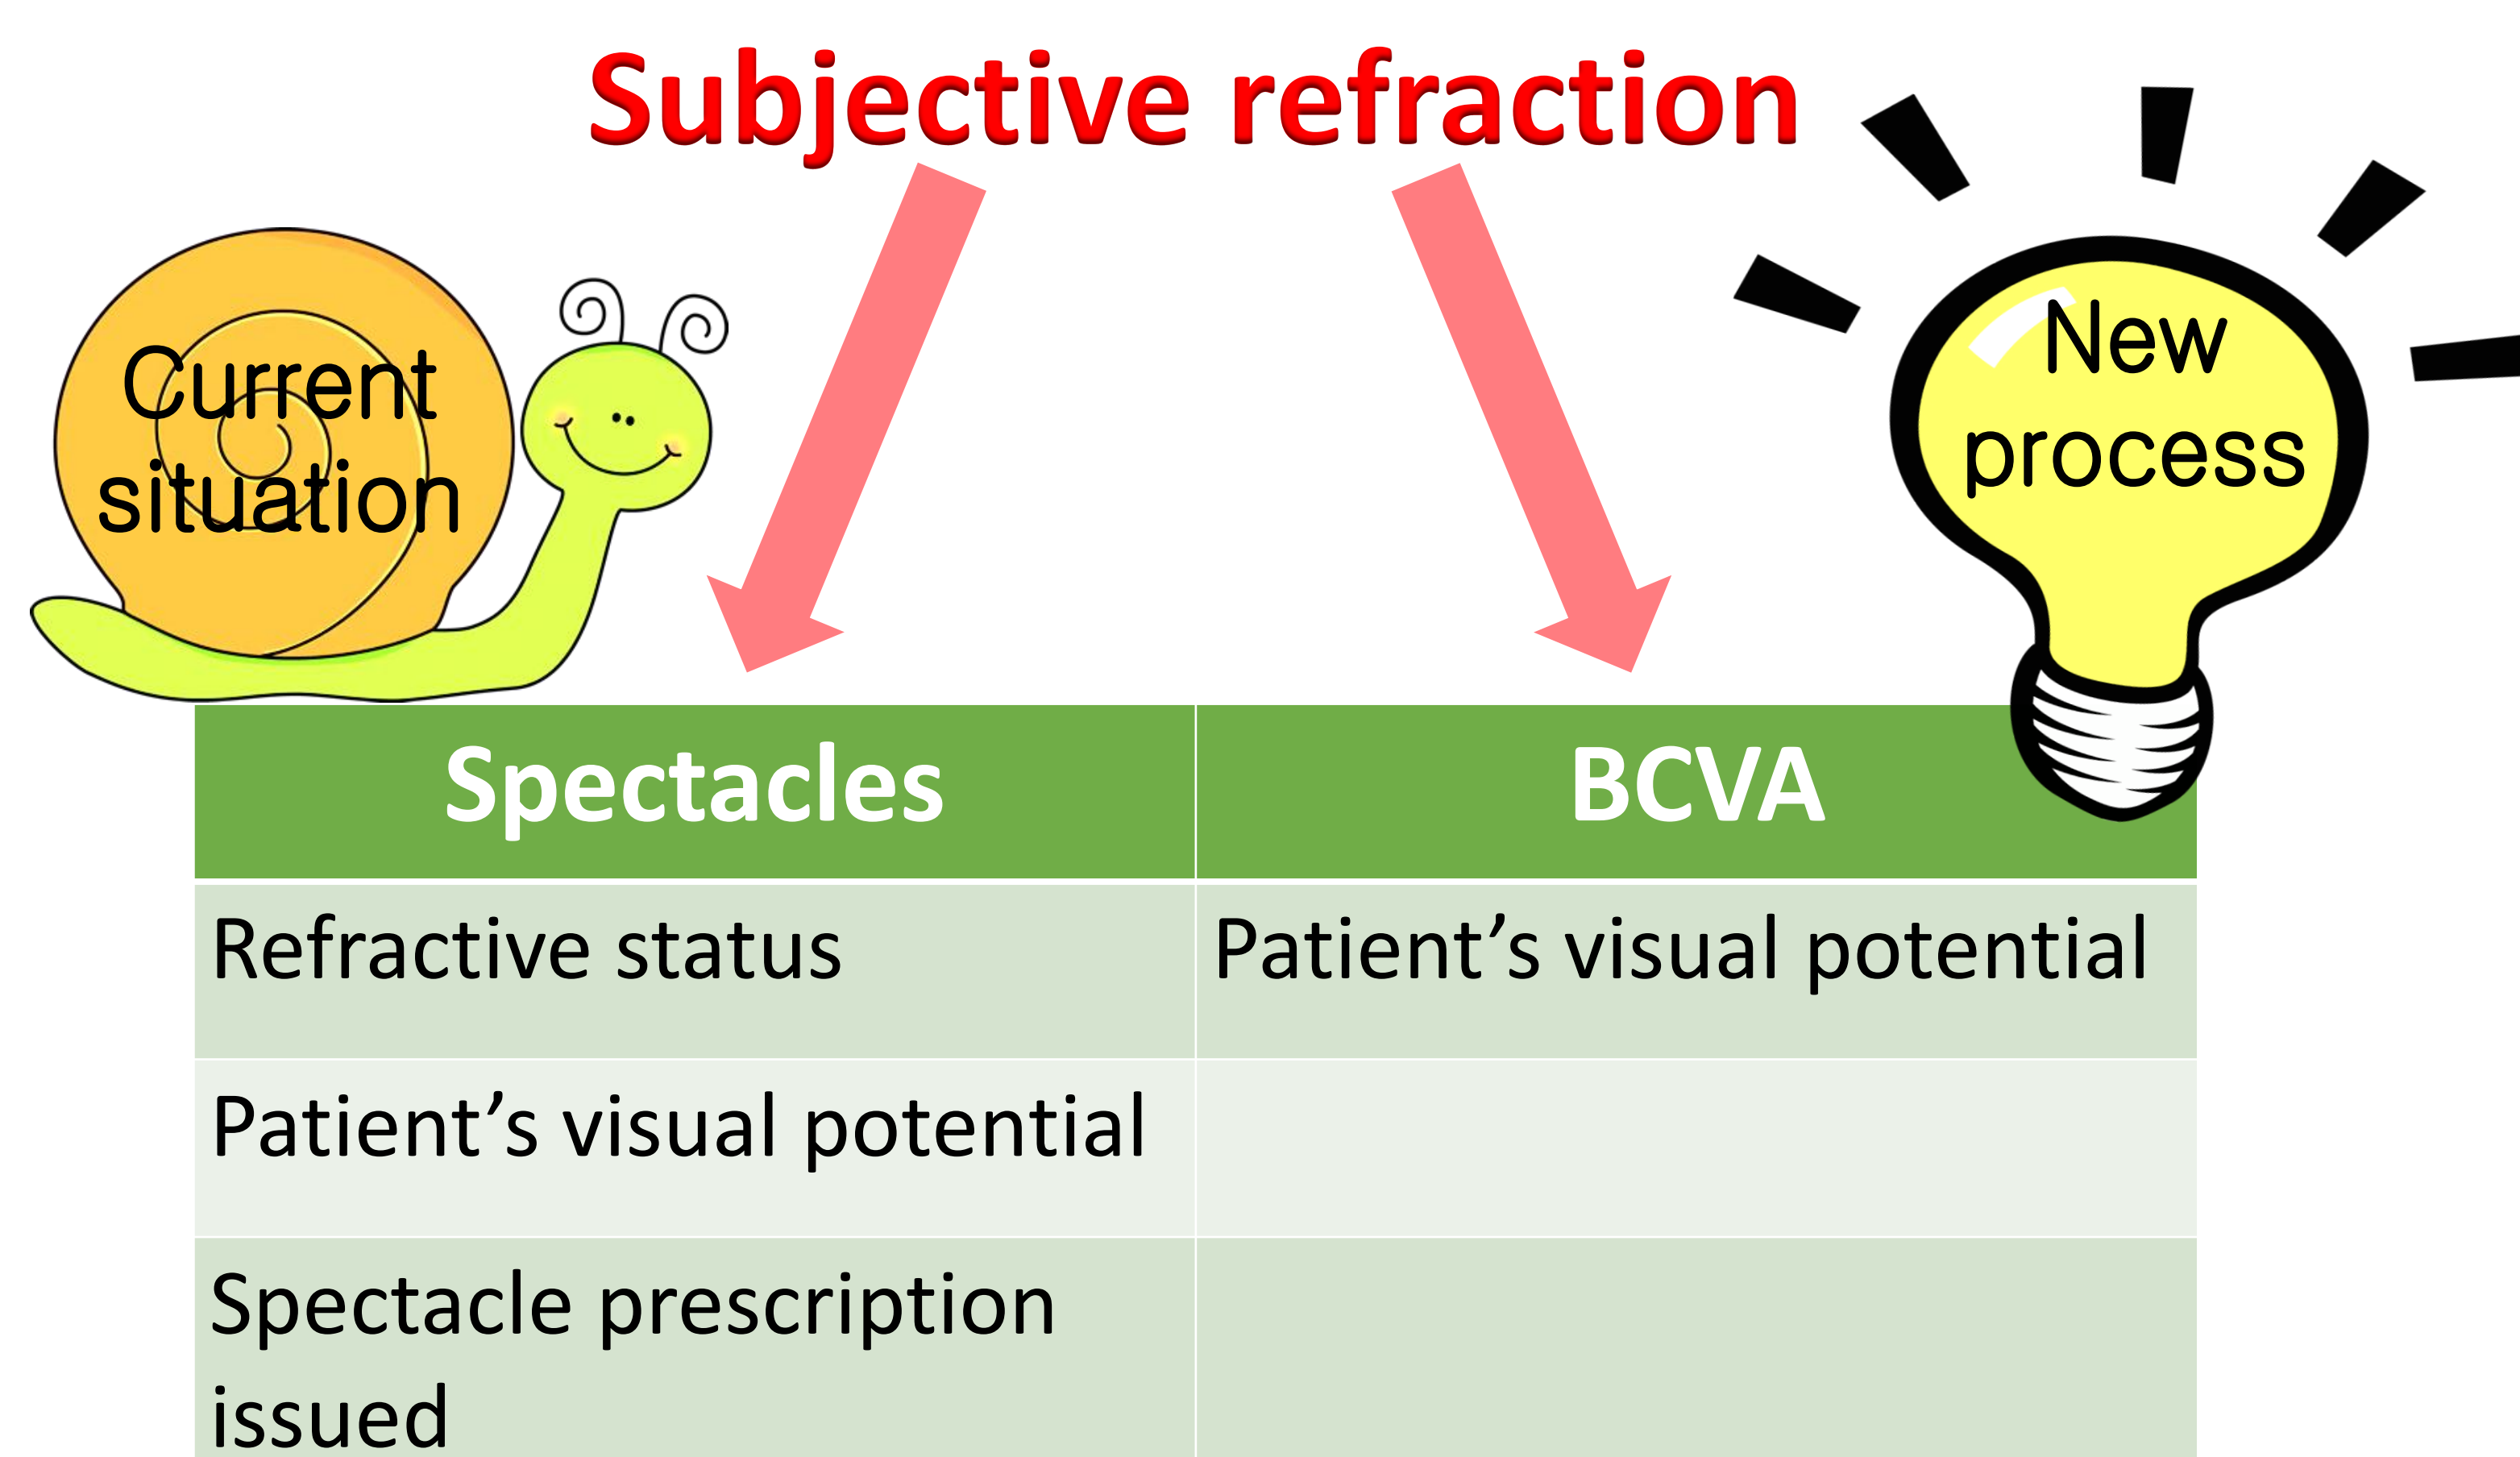 Subjective refraction
Current
situation
New
process
Spectacles
BCVA
Refractive status
Patient’s visual potential
Patient’s visual potential
Spectacle prescription
issued